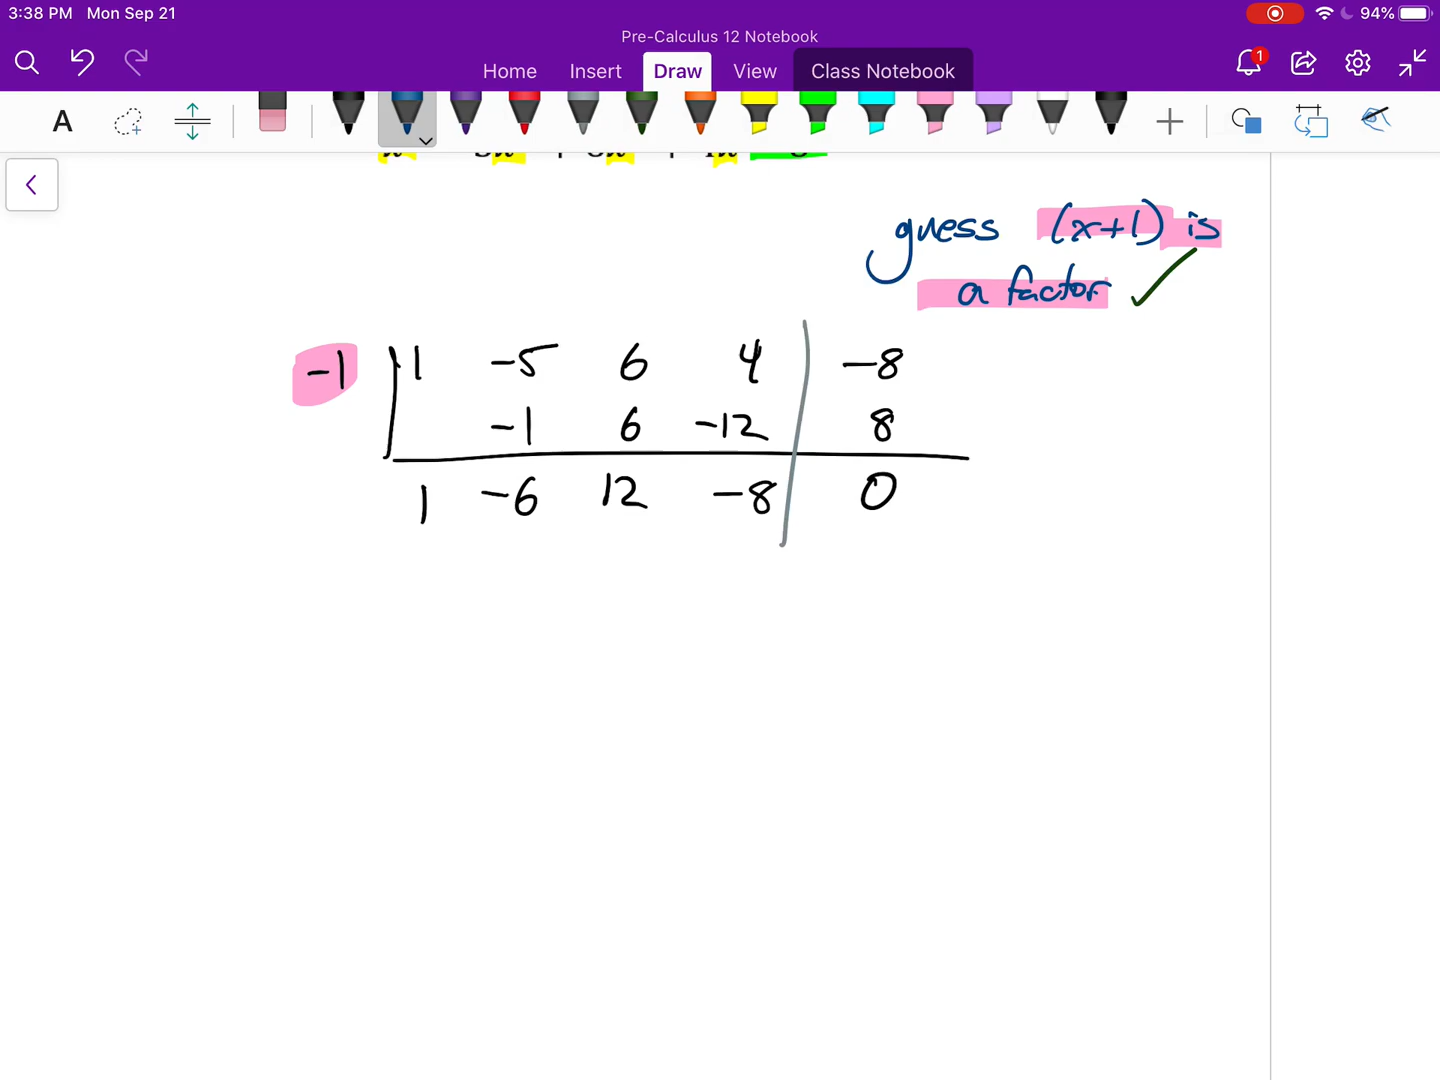 3:38 PM Mon Sep 21
94%
Pre-Calculus 12 Notebook
1
Home Insert Draw View Class Notebook
A
guess (x+1) is
a factor ✓
-1 | 1 -5 6 4 | -8
-1 6 -12 | 8
1 -6 12 -8 | 0